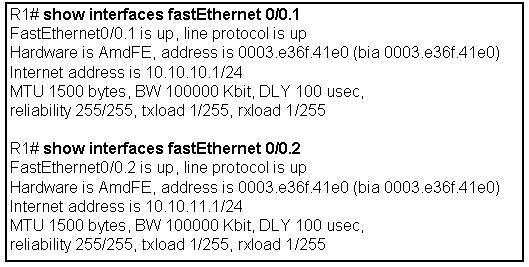 R1# show interfaces fastEthernet 0/0.1
FastEthernet0/0.1 is up, line protocol is up
Hardware is AmdFE, address is 0003.e36f.41e0 (bia 0003.e36f.41e0)
Internet address is 10.10.10.1/24
MTU 1500 bytes, BW 100000 Kbit, DLY 100 usec,
reliability 255/255, txload 1/255, rxload 1/255
R1# show interfaces fastEthernet 0/0.2
FastEthernet0/0.2 is up, line protocol is up
Hardware is AmdFE, address is 0003.e36f.41e0 (bia 0003.e36f.41e0)
Internet address is 10.10.11.1/24
MTU 1500 bytes, BW 100000 Kbit, DLY 100 usec,
reliability 255/255, txload 1/255, rxload 1/255